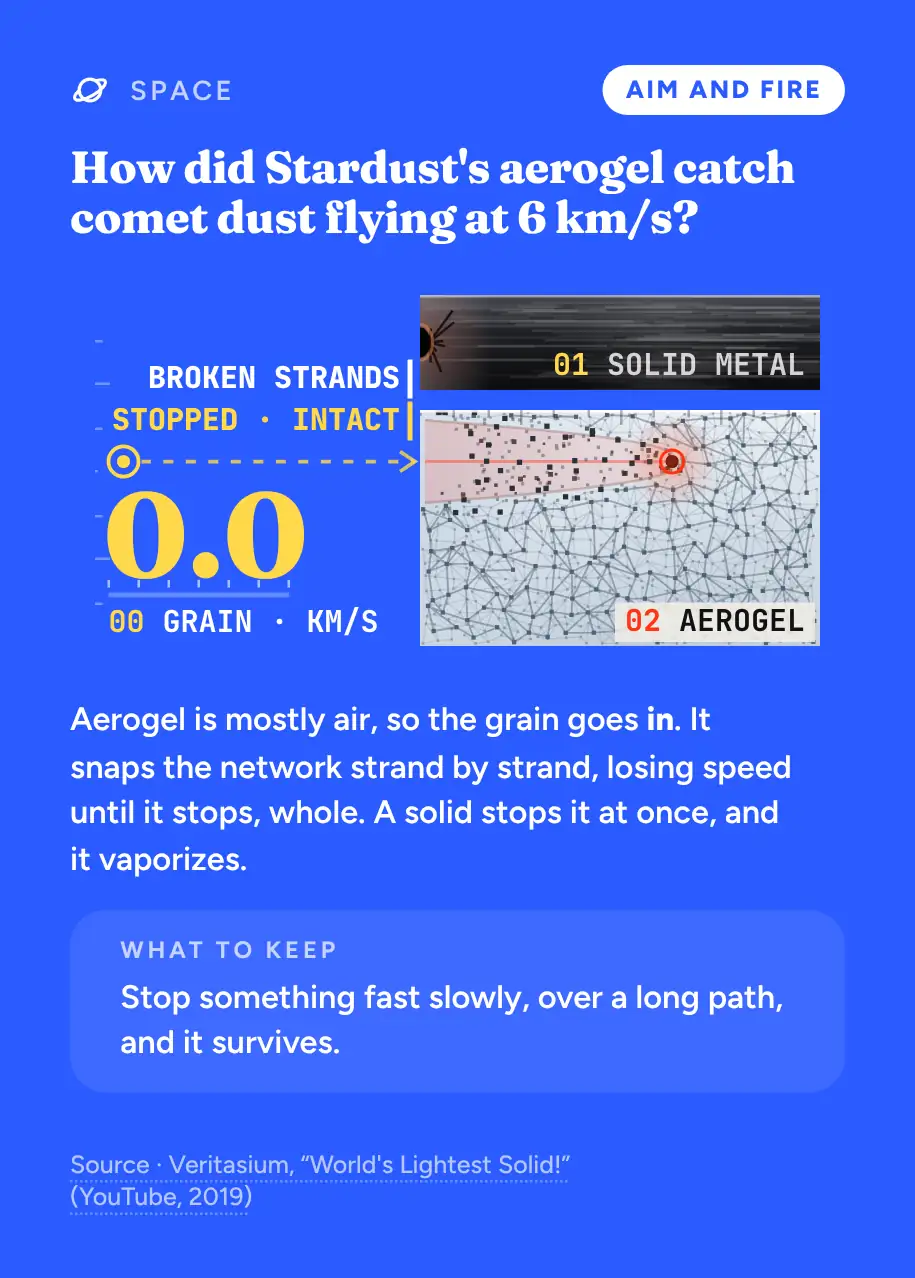 SPACE
AIM AND FIRE
How did Stardust's aerogel catch
comet dust flying at 6 km/s?
01 SOLID METAL
BROKEN STRANDS
STOPPED · INTACT
0.0
00 GRAIN · KM/S
02 AEROGEL
Aerogel is mostly air, so the grain goes in. It
snaps the network strand by strand, losing speed
until it stops, whole. A solid stops it at once, and
it vaporizes.
WHAT TO KEEP
Stop something fast slowly, over a long path,
and it survives.
Source · Veritasium, “World's Lightest Solid!”
(YouTube, 2019)